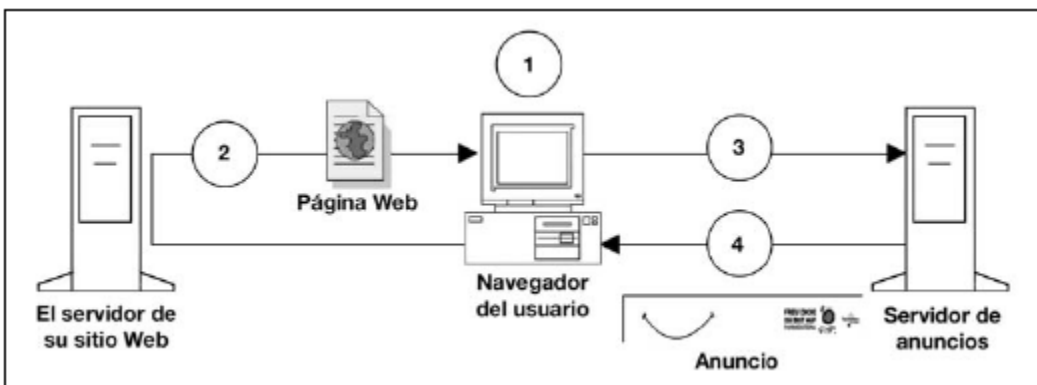 1
2
3
Página Web
4
Navegador
del usuario
El servidor de
su sitio Web
Servidor de
anuncios
Anuncio